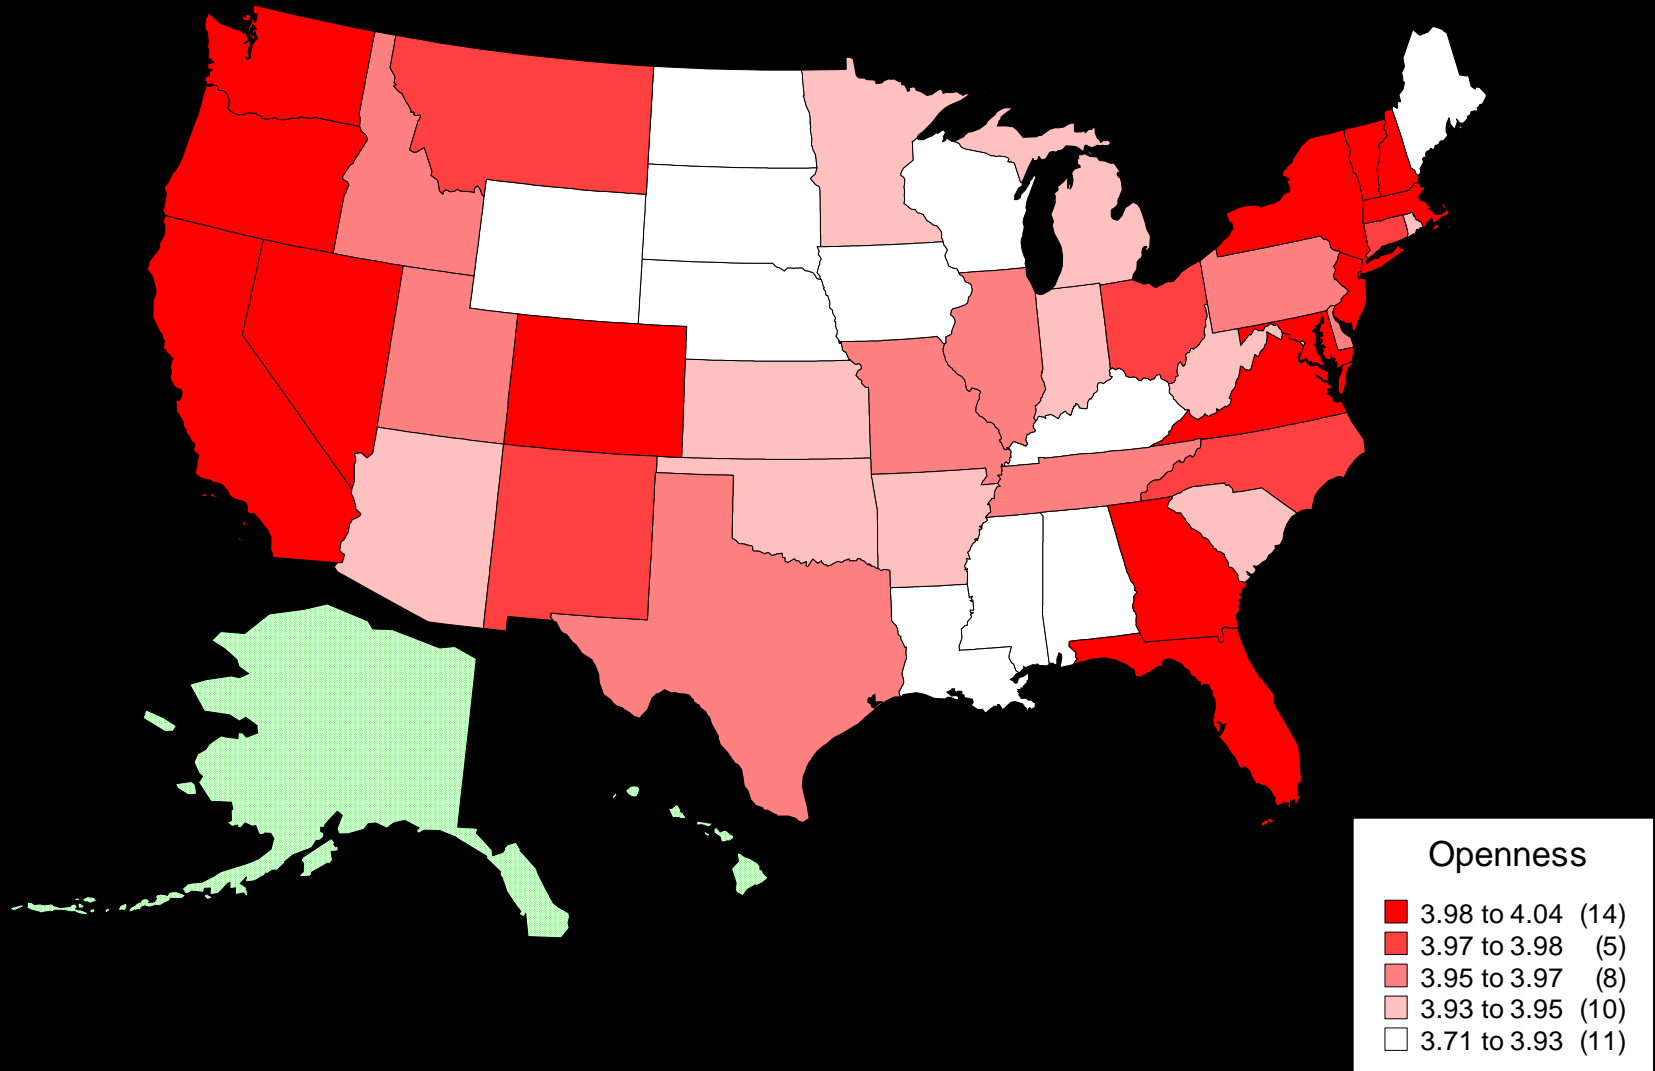 Openness
3.98 to 4.04 (14)
3.97 to 3.98 (5)
3.95 to 3.97 (8)
3.93 to 3.95 (10)
3.71 to 3.93 (11)